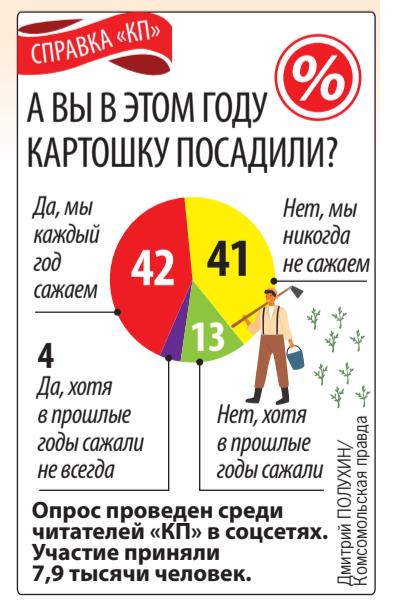 СПРАВКА «КП»
%
А ВЫ В ЭТОМ ГОДУ
КАРТОШКУ ПОСАДИЛИ?
Да, мы
каждый
год
сажаем
42
41
Нет, мы
никогда
не сажаем
13
4
Да, хотя
в прошлые
годы сажали
не всегда
Нет, хотя
в прошлые
годы сажали
Опрос проведен среди
читателей «КП» в соцсетях.
Участие приняли
7,9 тысячи человек.
Дмитрий ПОЛУХИН/
Комсомольская правда